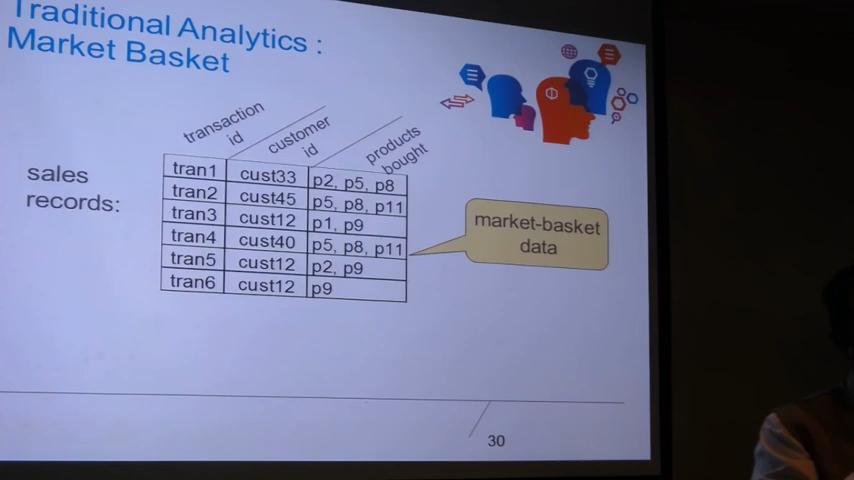 Traditional Analytics :
Market Basket
transaction id
customer id
products bought
sales
records:
tran1 cust33 p2, p5, p8
tran2 cust45 p5, p8, p11
tran3 cust12 p1, p9
tran4 cust40 p5, p8, p11
tran5 cust12 p2, p9
tran6 cust12 p9
market-basket
data
30